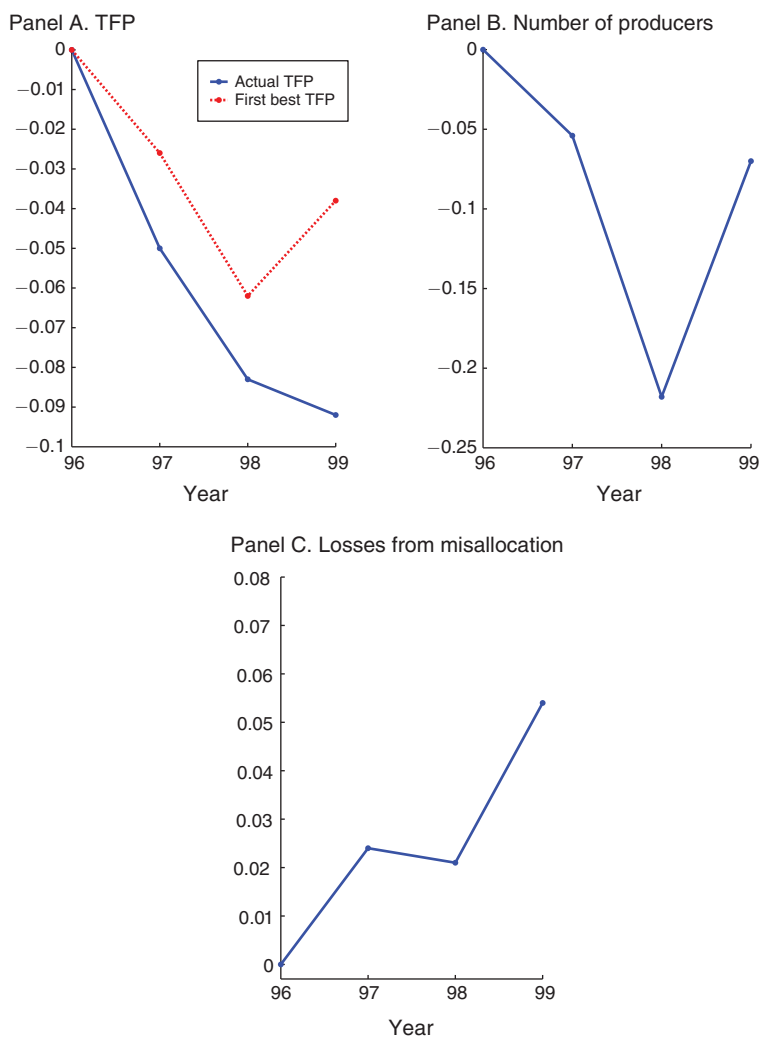 Panel A. TFP
0
−0.01
−0.02
−0.03
−0.04
−0.05
−0.06
−0.07
−0.08
−0.09
−0.1
96 97 98 99
Year
Actual TFP
First best TFP
Panel B. Number of producers
0
−0.05
−0.1
−0.15
−0.2
−0.25
96 97 98 99
Year
Panel C. Losses from misallocation
0.08
0.07
0.06
0.05
0.04
0.03
0.02
0.01
0
96 97 98 99
Year